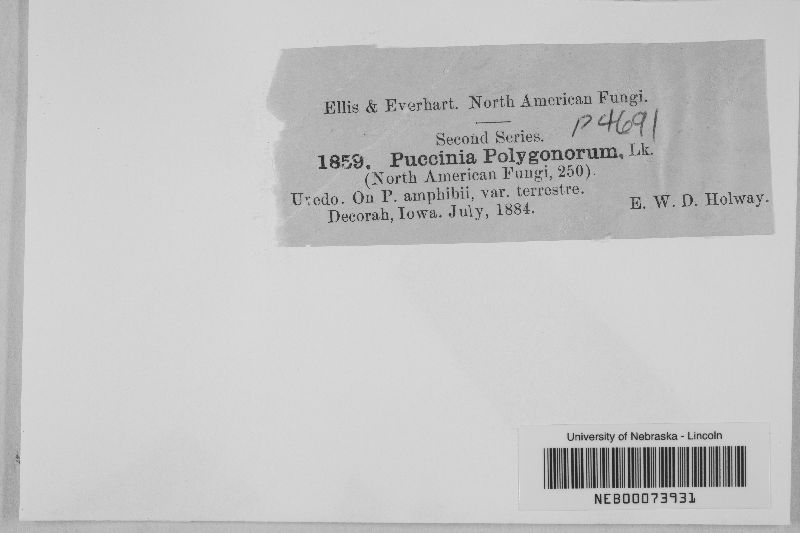 Ellis & Everhart. North American Fungi.
Second Series.
P 4691
1859. Puccinia Polygonorum, Lk.
(North American Fungi, 250).
Uredo. On P. amphibii, var. terrestre.
Decorah, Iowa. July, 1884.
E. W. D. Holway.
University of Nebraska - Lincoln
NEB00073931